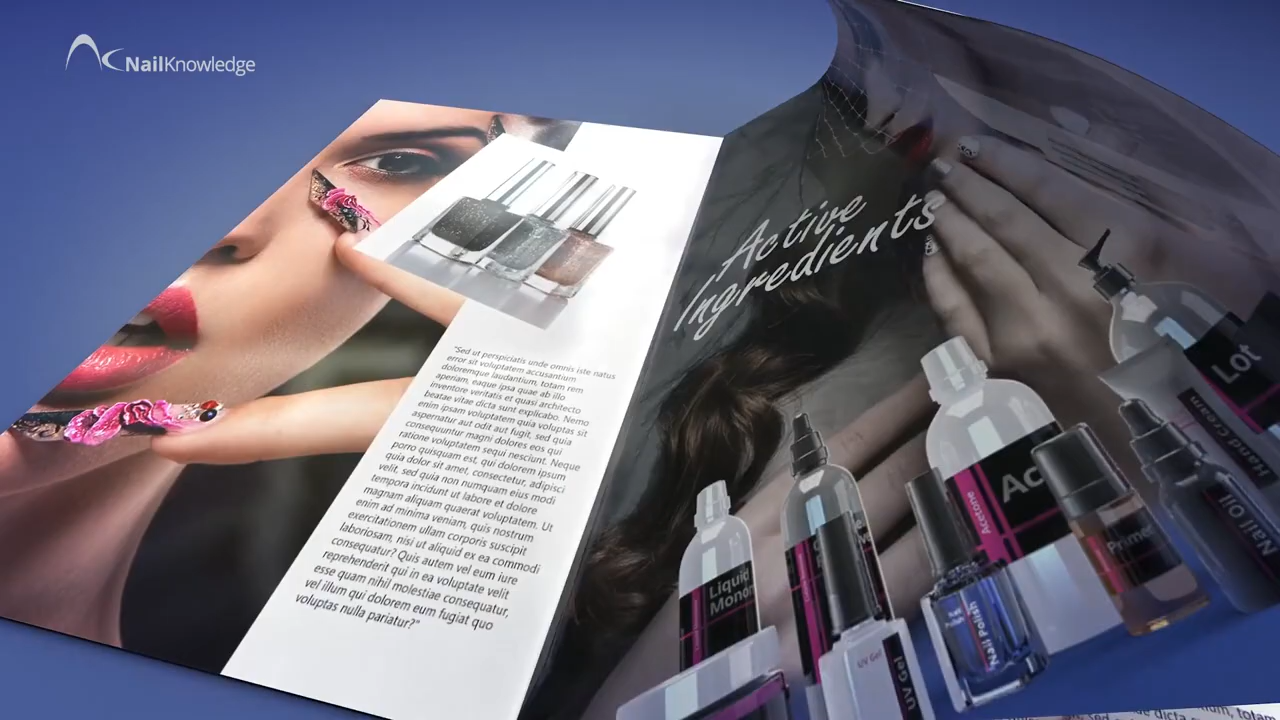 NailKnowledge
"Sed ut perspiciatis unde omnis iste natus
error sit voluptatem accusantium
doloremque laudantium, totam rem
aperiam, eaque ipsa quae ab illo
inventore veritatis et quasi architecto
beatae vitae dicta sunt explicabo. Nemo
enim ipsam voluptatem quia voluptas sit
aspernatur aut odit aut fugit, sed quia
consequuntur magni dolores eos qui
ratione voluptatem sequi nesciunt. Neque
porro quisquam est, qui dolorem ipsum
quia dolor sit amet, consectetur, adipisci
velit, sed quia non numquam eius modi
tempora incidunt ut labore et dolore
magnam aliquam quaerat voluptatem. Ut
enim ad minima veniam, quis nostrum
exercitationem ullam corporis suscipit
laboriosam, nisi ut aliquid ex ea commodi
consequatur? Quis autem vel eum iure
reprehenderit qui in ea voluptate velit
esse quam nihil molestiae consequatur,
vel illum qui dolorem eum fugiat quo
voluptas nulla pariatur?"
Active
Ingredients
Liquid
Monom
UV Gel
UV Gel
Nail Polish
Acetone
Ac
Prime
Nail Oil
Hand Cream
Lot